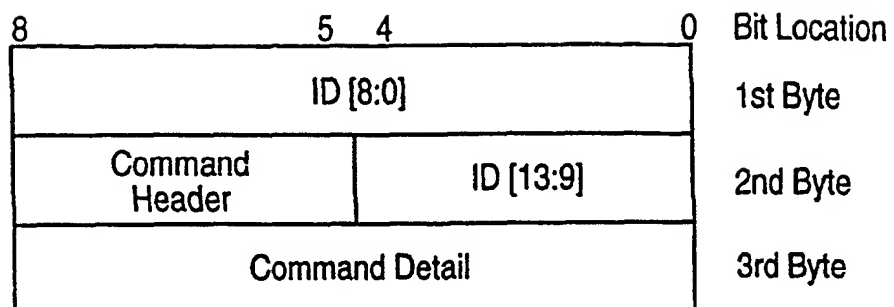 8 5 4 0 Bit Location
ID [8:0] 1st Byte
Command
Header ID [13:9] 2nd Byte
Command Detail 3rd Byte